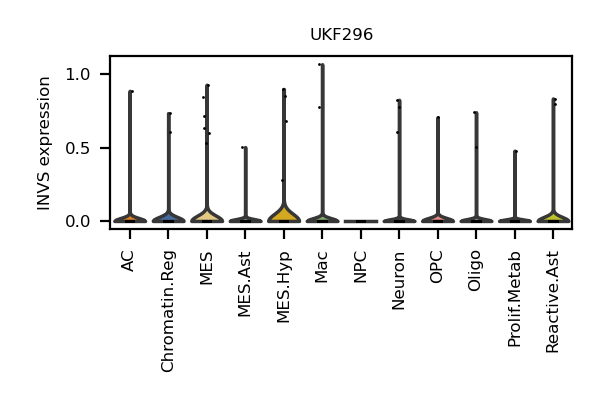 UKF296
INVS expression
1.0
0.5
0.0
AC
Chromatin.Reg
MES
MES.Ast
MES.Hyp
Mac
NPC
Neuron
OPC
Oligo
Prolif.Metab
Reactive.Ast